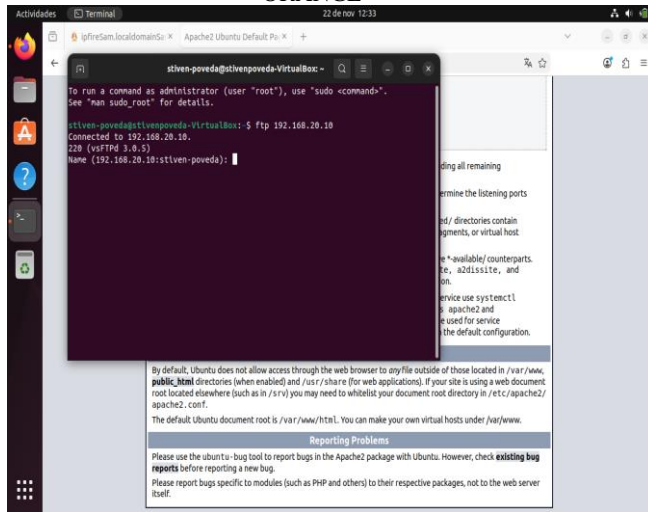 ORANGE
Actividades
Terminal
22 de nov 12:33
ipfireSam.localdomainSa
Apache2 Ubuntu Default Pa
stiven-poveda@stivenpoveda-VirtualBox: ~
To run a command as administrator (user "root"), use "sudo <command>".
See "man sudo_root" for details.
stiven-poveda@stivenpoveda-VirtualBox:~$ ftp 192.168.20.10
Connected to 192.168.20.10.
220 (vsFTPd 3.0.5)
Name (192.168.20.10:stiven-poveda):
ding all remaining
ermine the listening ports
ed/ directories contain
agments, or virtual host
e *-available/ counterparts.
te, a2dissite, and
on.
ervice use systemctl
s apache2 and
e used for service
the default configuration.
By default, Ubuntu does not allow access through the web browser to any file outside of those located in /var/www,
public_html directories (when enabled) and /usr/share (for web applications). If your site is using a web document
root located elsewhere (such as in /srv) you may need to whitelist your document root directory in /etc/apache2/
apache2.conf.
The default Ubuntu document root is /var/www/html. You can make your own virtual hosts under /var/www.
Reporting Problems
Please use the ubuntu-bug tool to report bugs in the Apache2 package with Ubuntu. However, check existing bug
reports before reporting a new bug.
Please report bugs specific to modules (such as PHP and others) to their respective packages, not to the web server
itself.